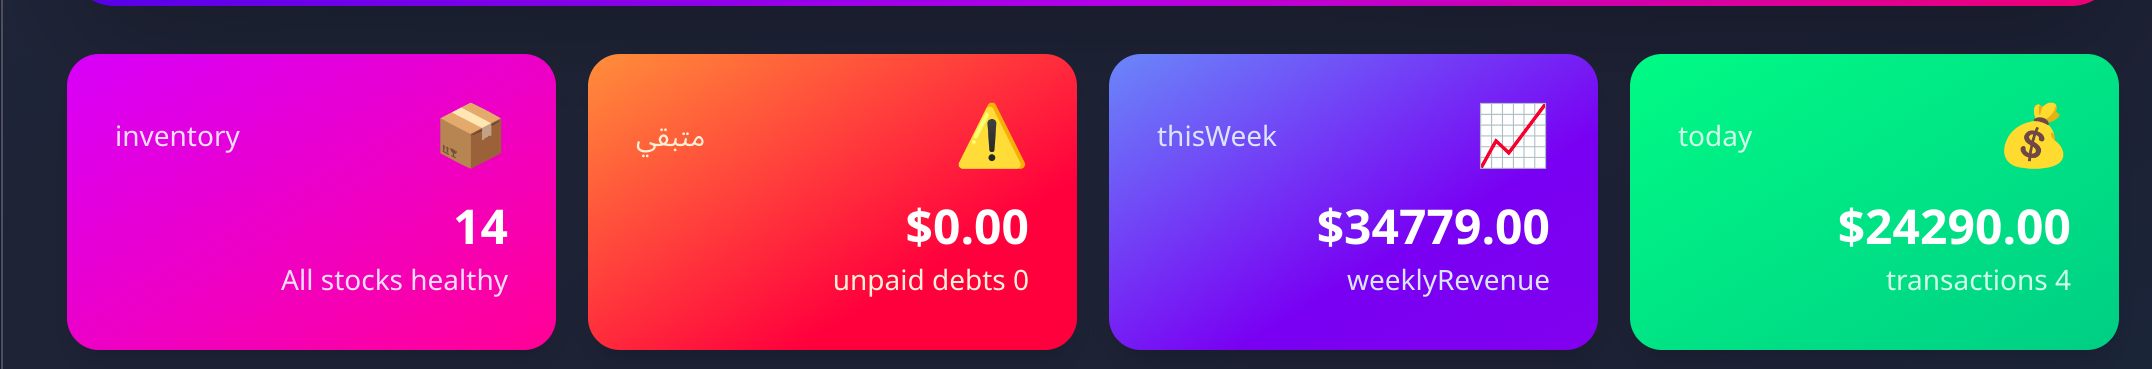 inventory
14
All stocks healthy
متبقي
$0.00
unpaid debts 0
thisWeek
$34779.00
weeklyRevenue
today
$24290.00
transactions 4